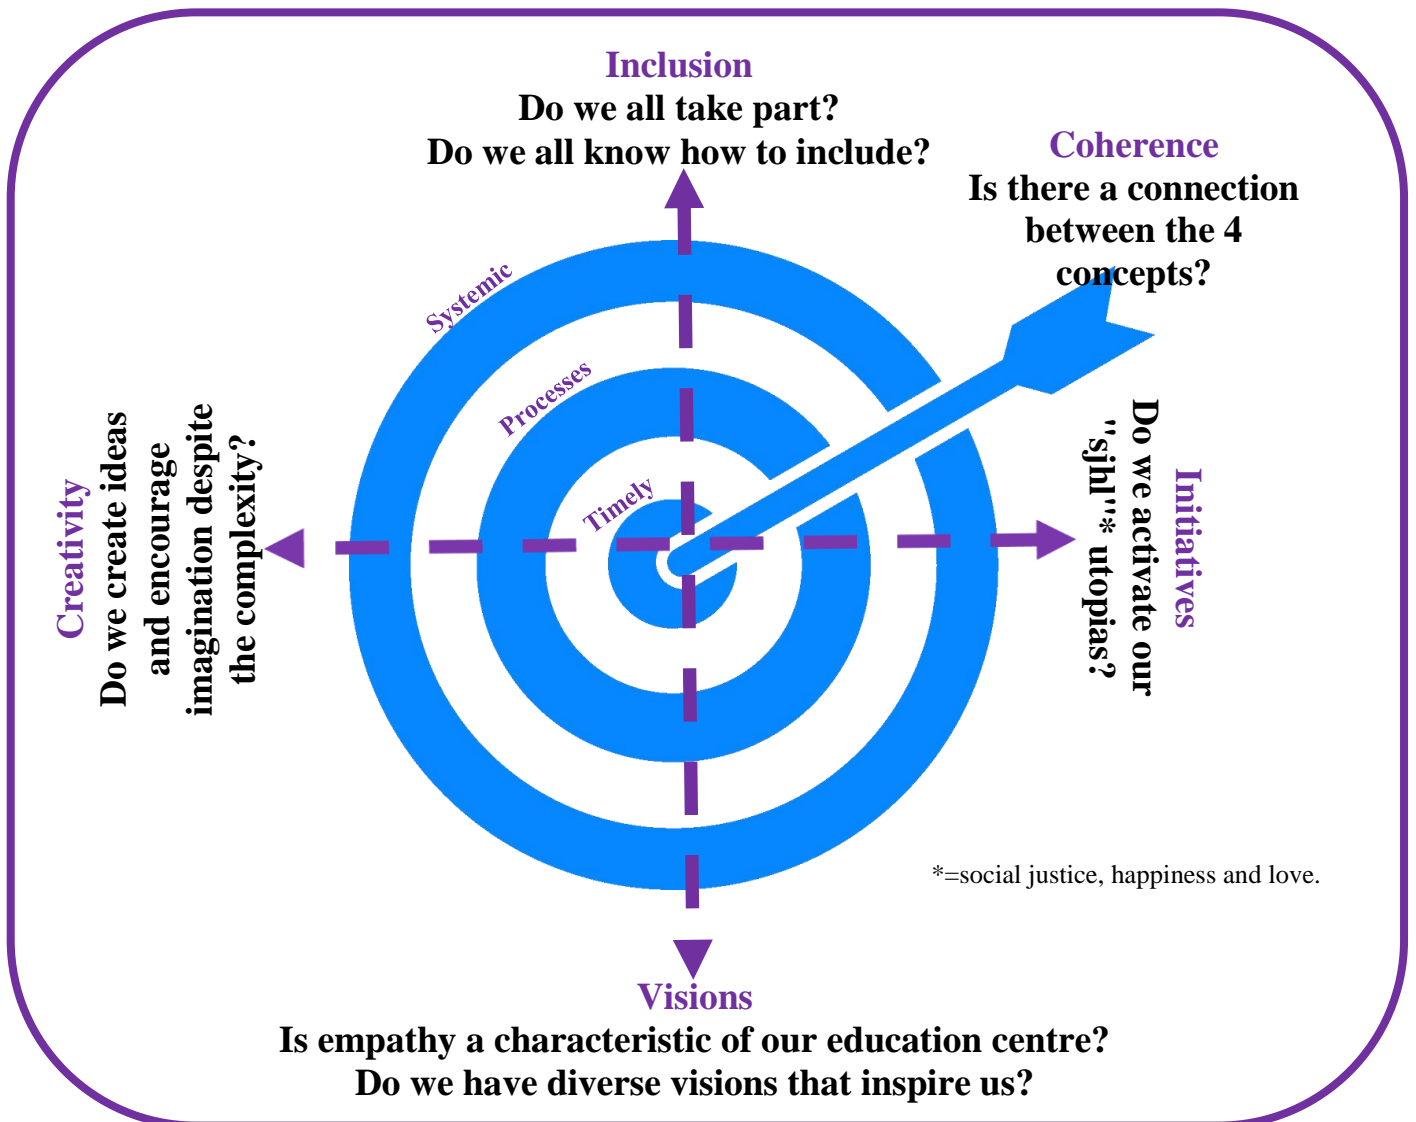 Inclusion
Do we all take part?
Do we all know how to include?
Coherence
Is there a connection
between the 4
concepts?
Systemic
Processes
Timely
Creativity
Do we create ideas
and encourage
imagination despite
the complexity?
Initiatives
Do we activate our
"sjhl"* utopias?
*=social justice, happiness and love.
Visions
Is empathy a characteristic of our education centre?
Do we have diverse visions that inspire us?